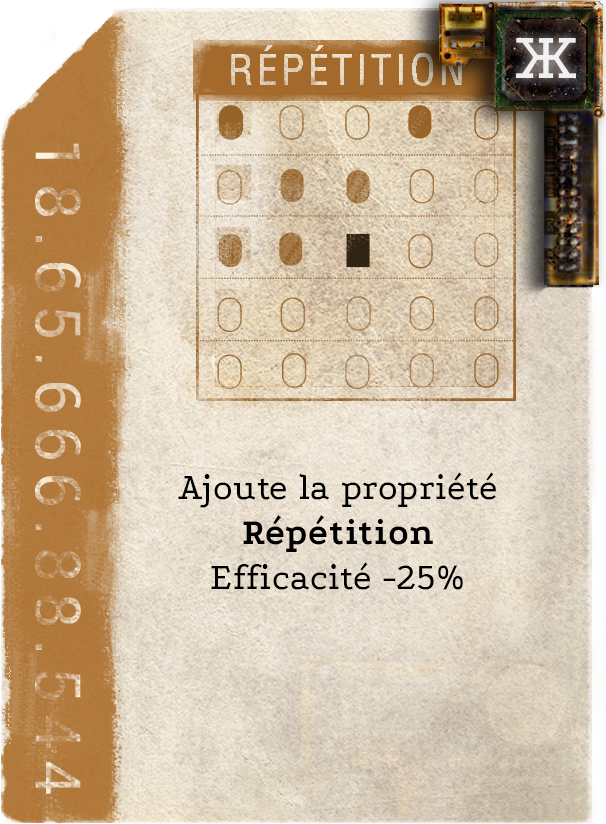 RÉPÉTITION
Ж
18.65.666.88.544
Ajoute la propriété
Répétition
Efficacité -25%